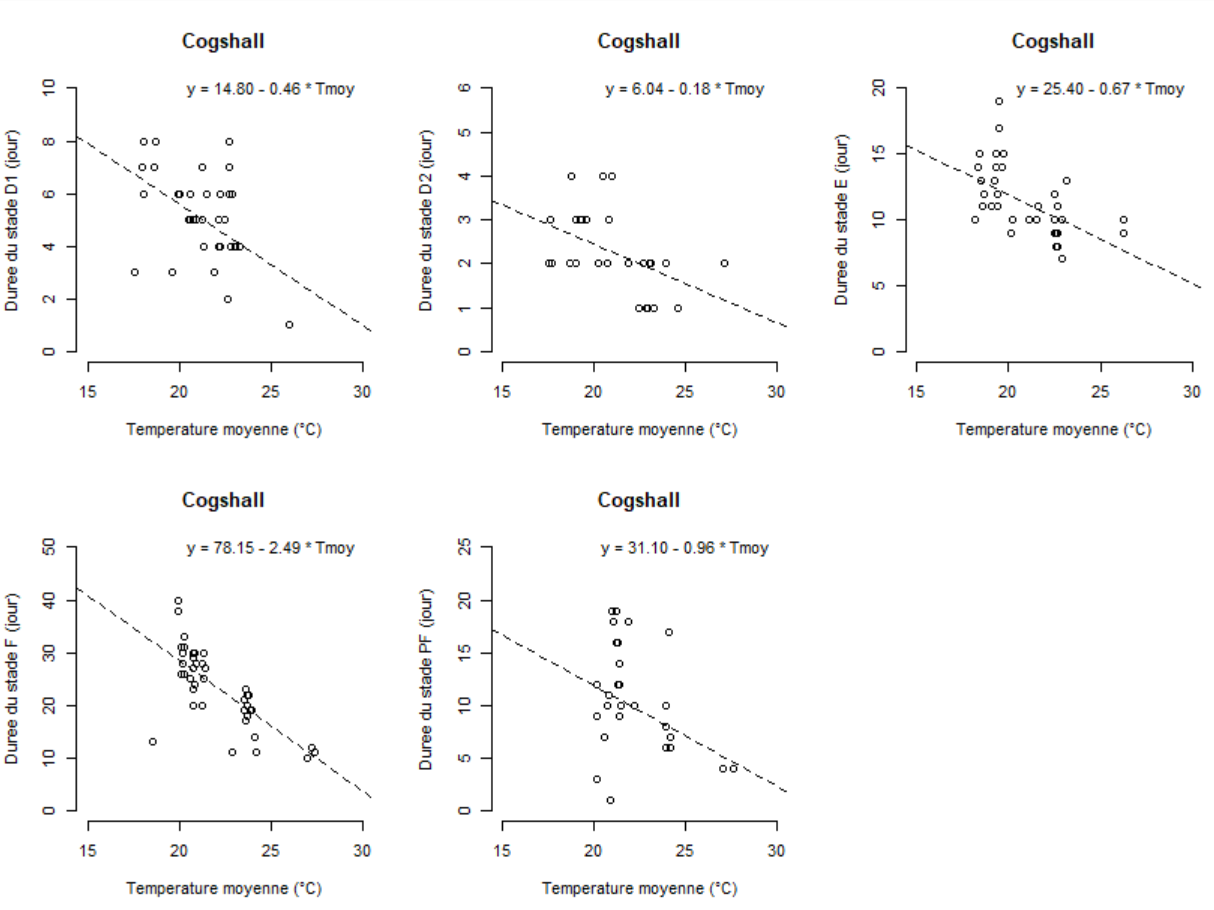 Cogshall
y = 14.80 - 0.46 * Tmoy
Duree du stade D1 (jour)
0 2 4 6 8 10
15 20 25 30
Temperature moyenne (°C)
Cogshall
y = 6.04 - 0.18 * Tmoy
Duree du stade D2 (jour)
0 1 2 3 4 5 6
15 20 25 30
Temperature moyenne (°C)
Cogshall
y = 25.40 - 0.67 * Tmoy
Duree du stade E (jour)
0 5 10 15 20
15 20 25 30
Temperature moyenne (°C)
Cogshall
y = 78.15 - 2.49 * Tmoy
Duree du stade F (jour)
0 10 20 30 40 50
15 20 25 30
Temperature moyenne (°C)
Cogshall
y = 31.10 - 0.96 * Tmoy
Duree du stade PF (jour)
0 5 10 15 20 25
15 20 25 30
Temperature moyenne (°C)